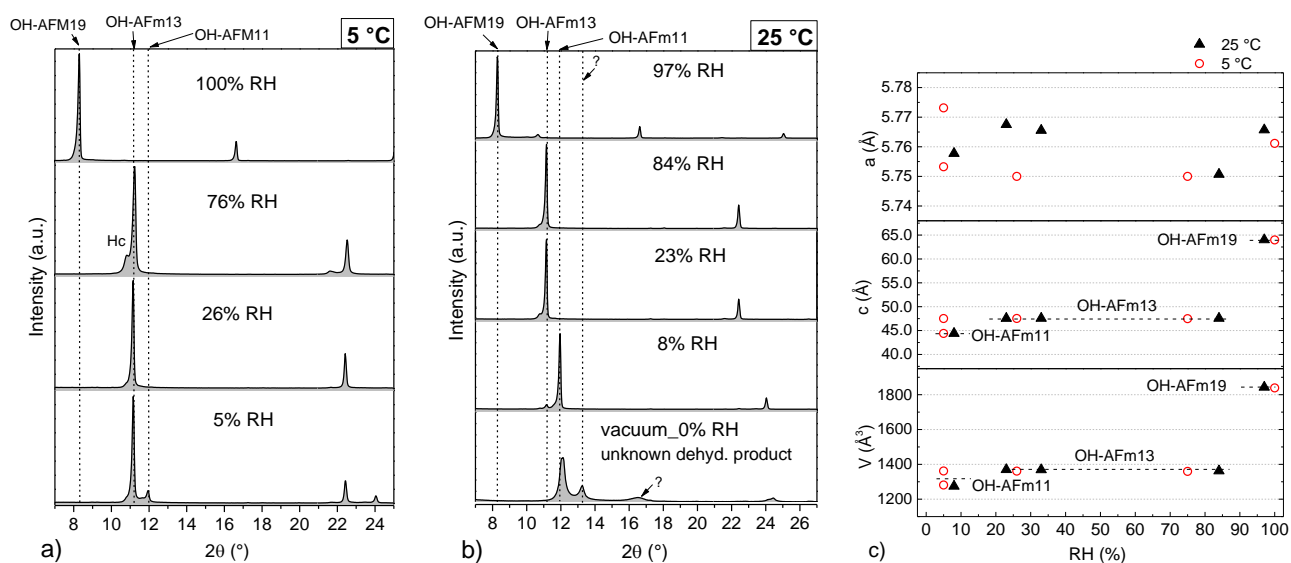 OH-AFM19
OH-AFm13
OH-AFM11
5 °C
100% RH
76% RH
Hc
26% RH
5% RH
Intensity (a.u.)
8 10 12 14 16 18 20 22 24
2θ (°)
a)
OH-AFM19
OH-AFm13
OH-AFm11
25 °C
?
97% RH
84% RH
23% RH
8% RH
vacuum_0% RH
unknown dehyd. product
?
Intensity (a.u.)
8 10 12 14 16 18 20 22 24 26
2θ (°)
b)
25 °C
5 °C
5.78
5.77
5.76
5.75
5.74
a (Å)
65.0
60.0
55.0
50.0
45.0
40.0
c (Å)
OH-AFm19
OH-AFm13
OH-AFm11
1800
1600
1400
1200
V (Å³)
OH-AFm19
OH-AFm13
OH-AFm11
0 10 20 30 40 50 60 70 80 90 100
RH (%)
c)